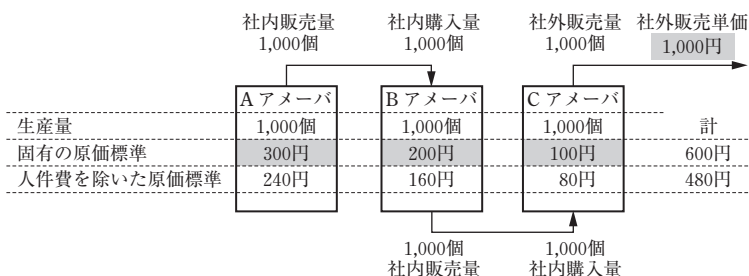 社内販売量 社内購入量 社外販売量 社外販売単価
1,000個 1,000個 1,000個 1,000円
Aアメーバ Bアメーバ Cアメーバ
生産量 1,000個 1,000個 1,000個 計
固有の原価標準 300円 200円 100円 600円
人件費を除いた原価標準 240円 160円 80円 480円
1,000個 1,000個
社内販売量 社内購入量